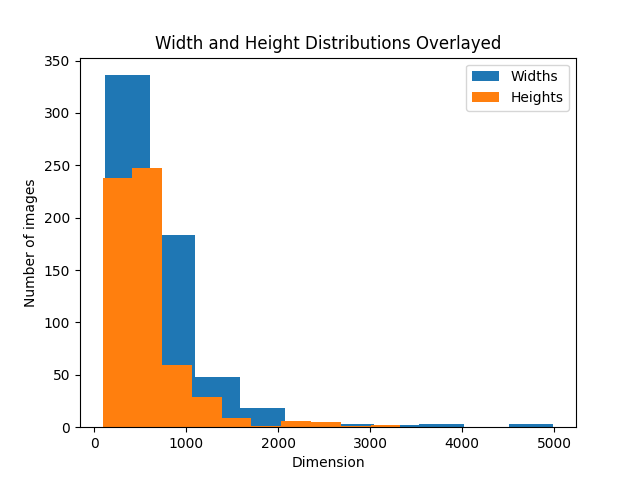 Width and Height Distributions Overlayed
Widths
Heights
Number of images
350
300
250
200
150
100
50
0
0 1000 2000 3000 4000 5000
Dimension